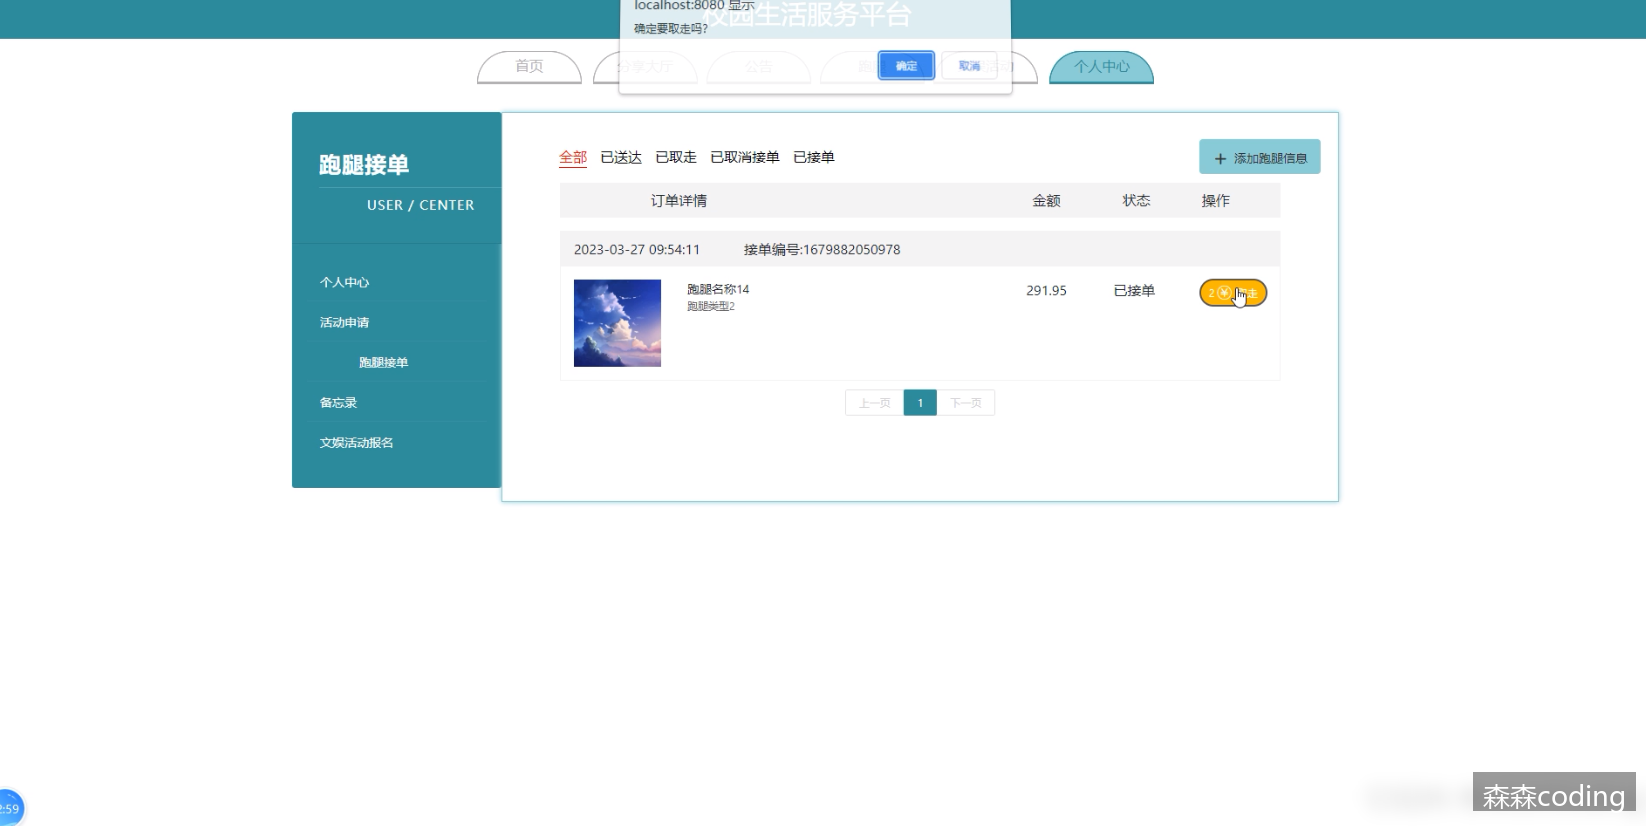 localhost:8080 显示
校园生活服务平台
确定要取走吗?
首页
分享大厅
公告
确定
取消
个人中心
跑腿接单
USER / CENTER
个人中心
活动申请
跑腿接单
备忘录
文娱活动报名
全部 已送达 已取走 已取消接单 已接单
+ 添加跑腿信息
订单详情 金额 状态 操作
2023-03-27 09:54:11 接单编号:1679882050978
跑腿名称14
跑腿类型2
291.95 已接单
上一页 1 下一页
:59
森森coding